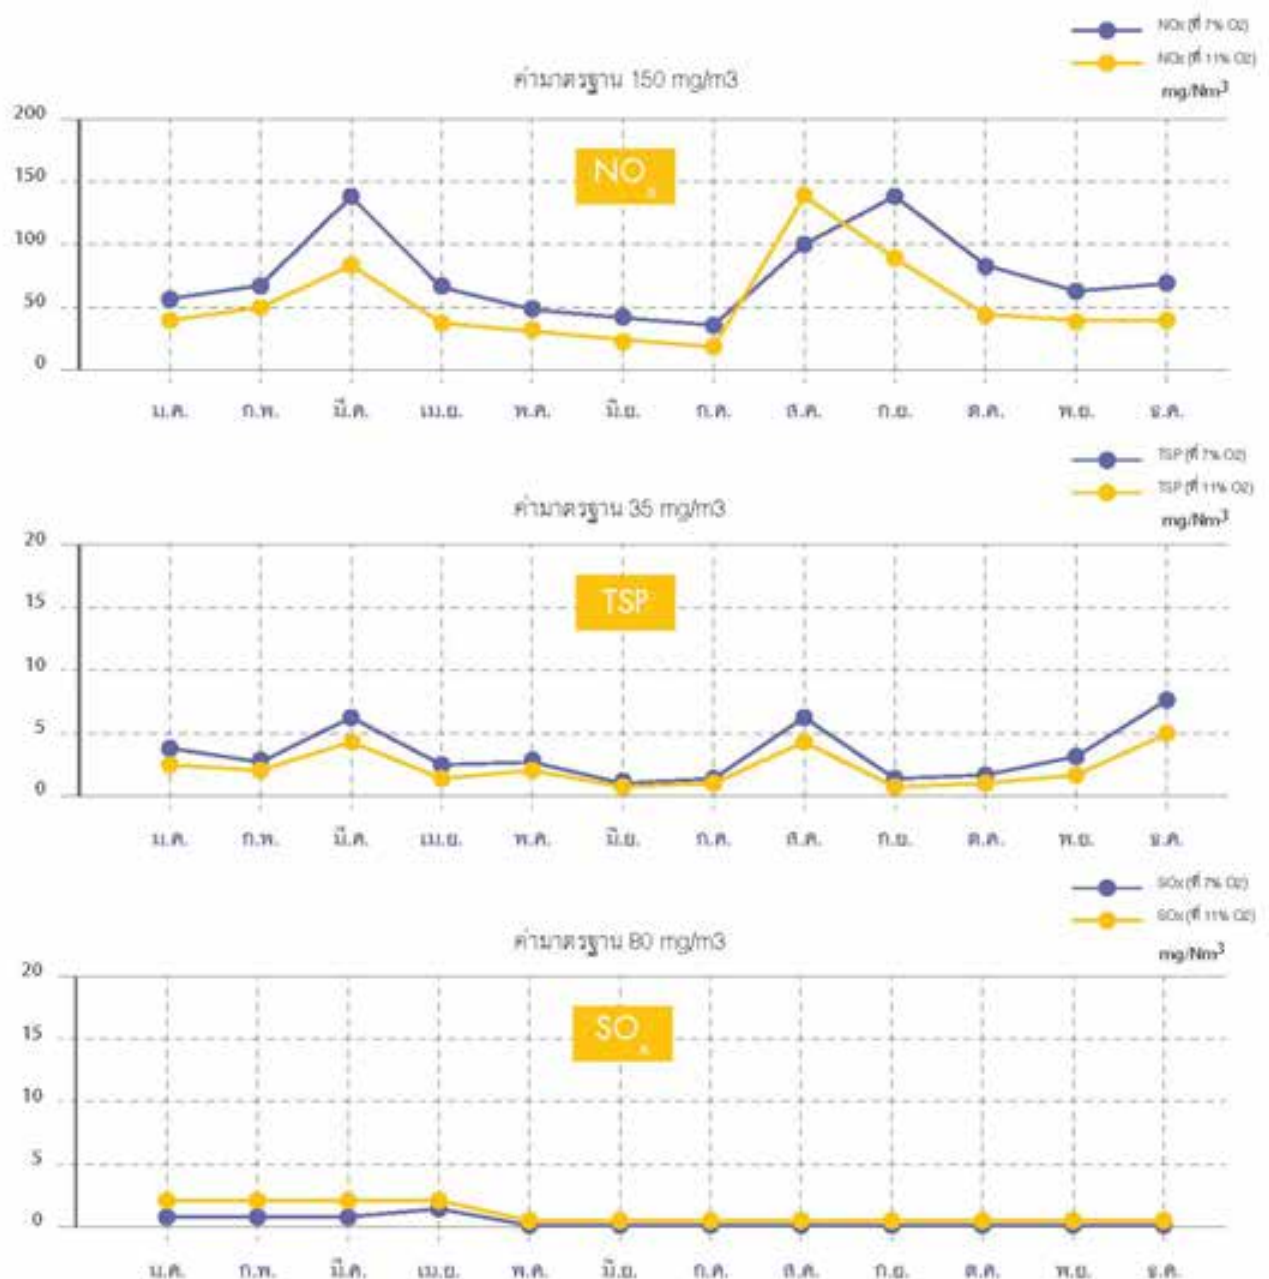 NOx (ที่ 7% O2)
NOx (ที่ 11% O2)
mg/Nm3
ค่ามาตรฐาน 150 mg/m3
200
150
100
50
0
NOx
ม.ค. ก.พ. มี.ค. เม.ย. พ.ค. มิ.ย. ก.ค. ส.ค. ก.ย. ต.ค. พ.ย. ธ.ค.
TSP (ที่ 7% O2)
TSP (ที่ 11% O2)
mg/Nm3
ค่ามาตรฐาน 35 mg/m3
20
15
10
5
0
TSP
ม.ค. ก.พ. มี.ค. เม.ย. พ.ค. มิ.ย. ก.ค. ส.ค. ก.ย. ต.ค. พ.ย. ธ.ค.
SOx (ที่ 7% O2)
SOx (ที่ 11% O2)
mg/Nm3
ค่ามาตรฐาน 80 mg/m3
20
15
10
5
0
SOx
ม.ค. ก.พ. มี.ค. เม.ย. พ.ค. มิ.ย. ก.ค. ส.ค. ก.ย. ต.ค. พ.ย. ธ.ค.